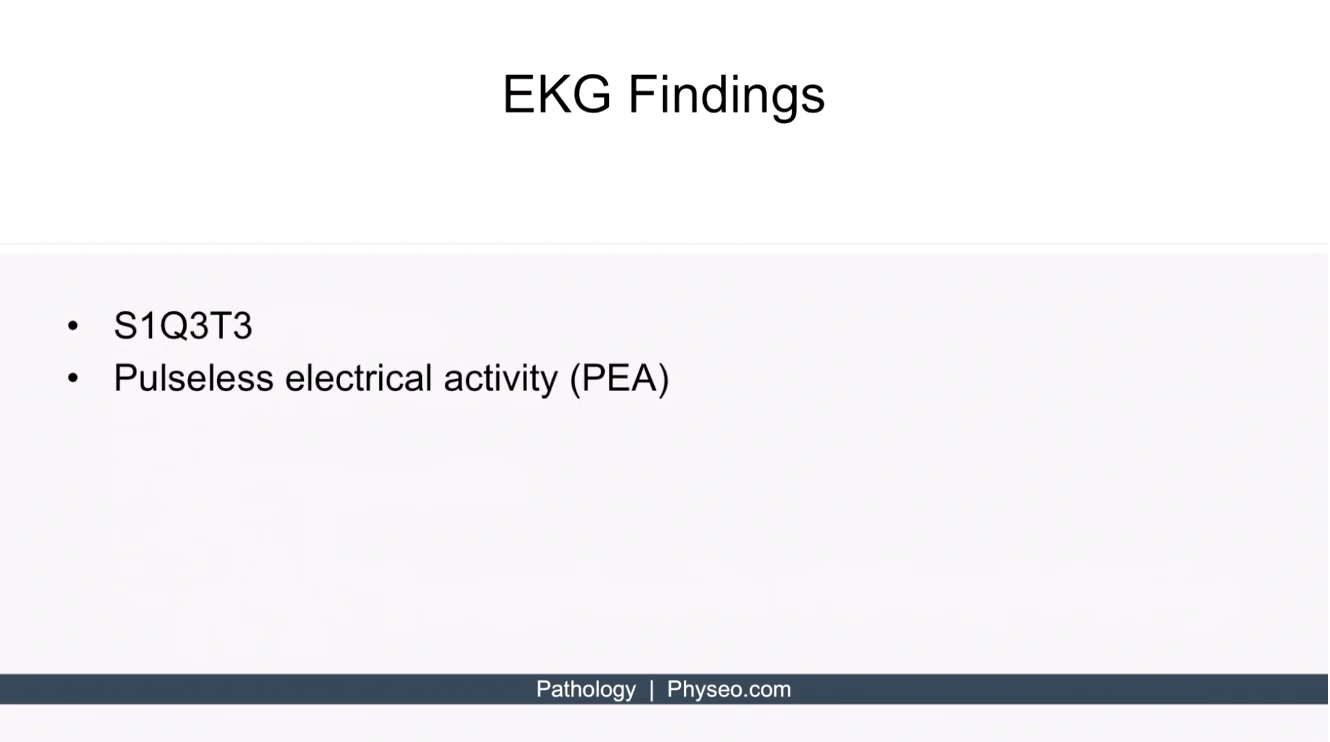 EKG Findings
• S1Q3T3
• Pulseless electrical activity (PEA)
Pathology | Physeo.com